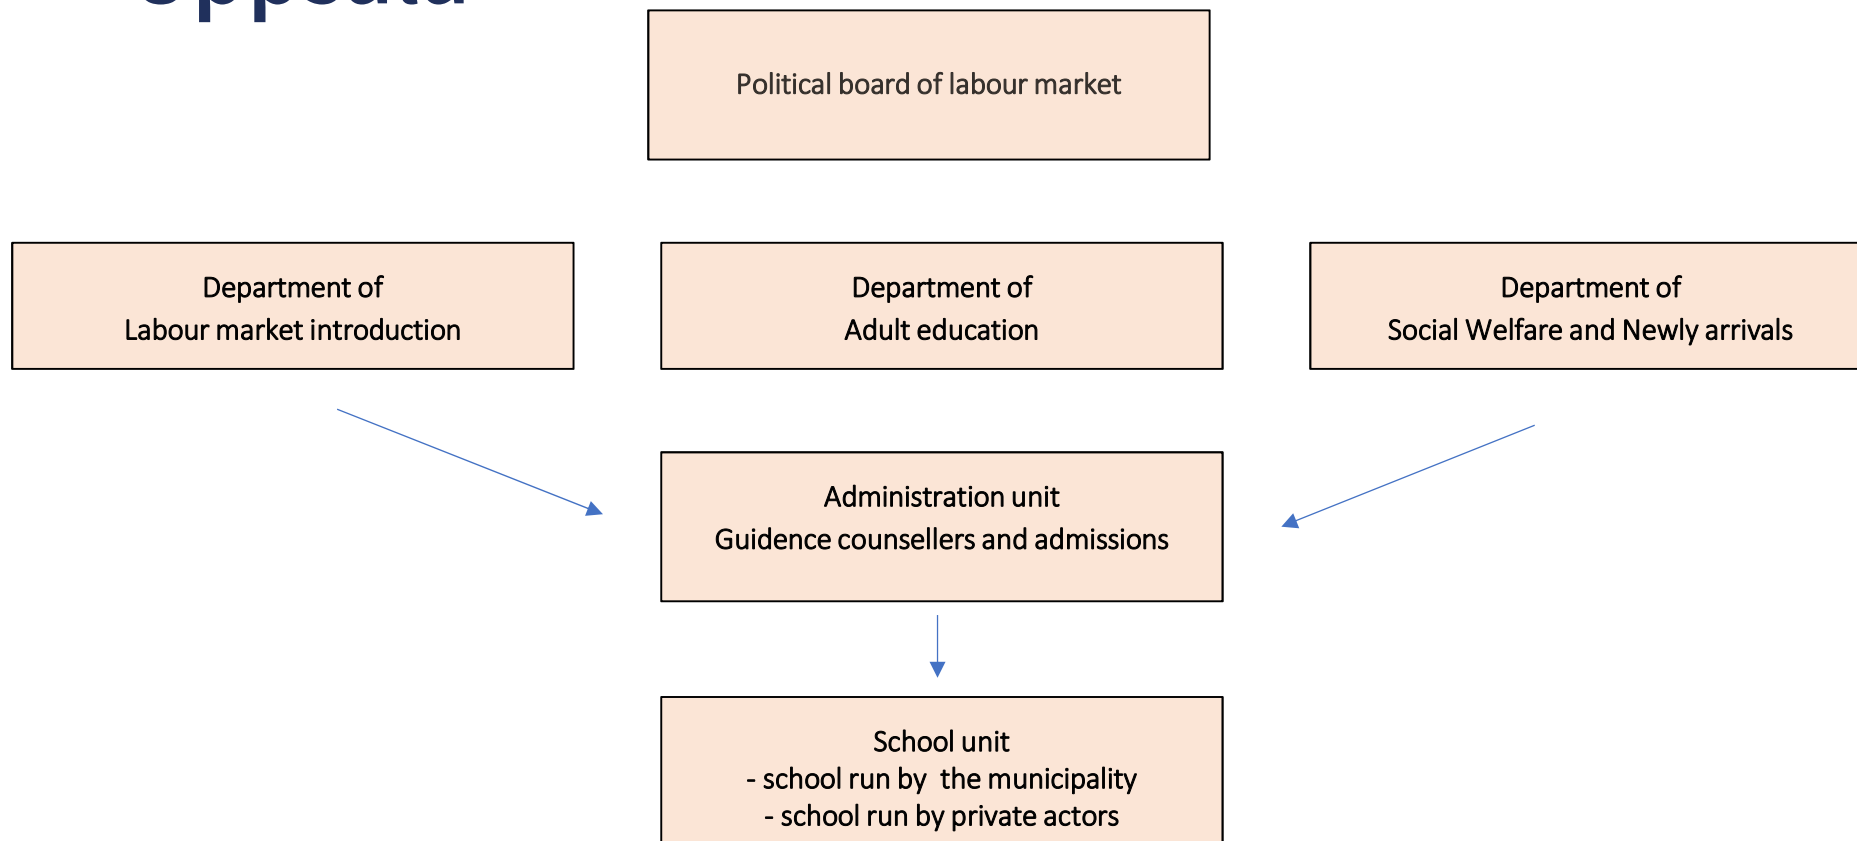 Political board of labour market
Department of
Labour market introduction
Department of
Adult education
Department of
Social Welfare and Newly arrivals
Administration unit
Guidence counsellers and admissions
School unit
- school run by  the municipality
- school run by private actors